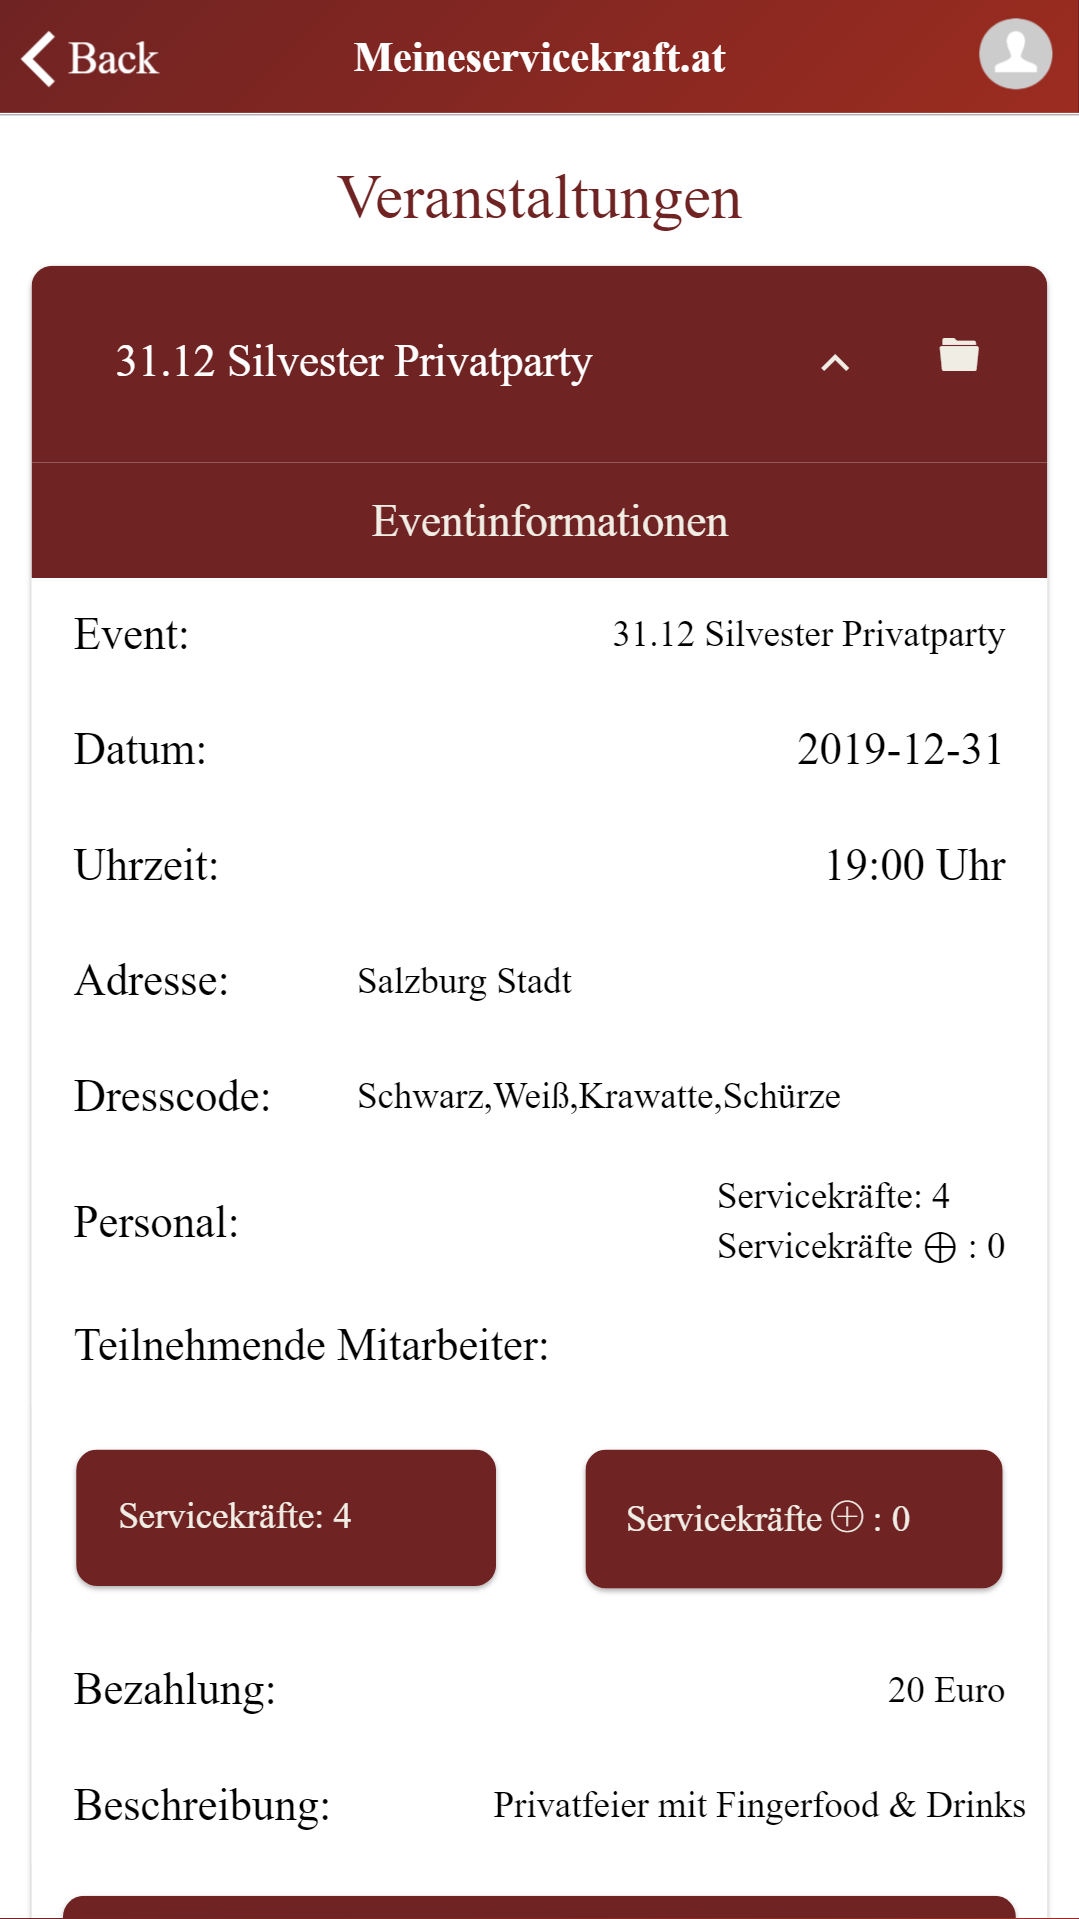 Back
Meineservicekraft.at
Veranstaltungen
31.12 Silvester Privatparty
Eventinformationen
Event: 31.12 Silvester Privatparty
Datum: 2019-12-31
Uhrzeit: 19:00 Uhr
Adresse: Salzburg Stadt
Dresscode: Schwarz,Weiß,Krawatte,Schürze
Personal: Servicekräfte: 4
Servicekräfte ⊕ : 0
Teilnehmende Mitarbeiter:
Servicekräfte: 4
Servicekräfte ⊕ : 0
Bezahlung: 20 Euro
Beschreibung: Privatfeier mit Fingerfood & Drinks